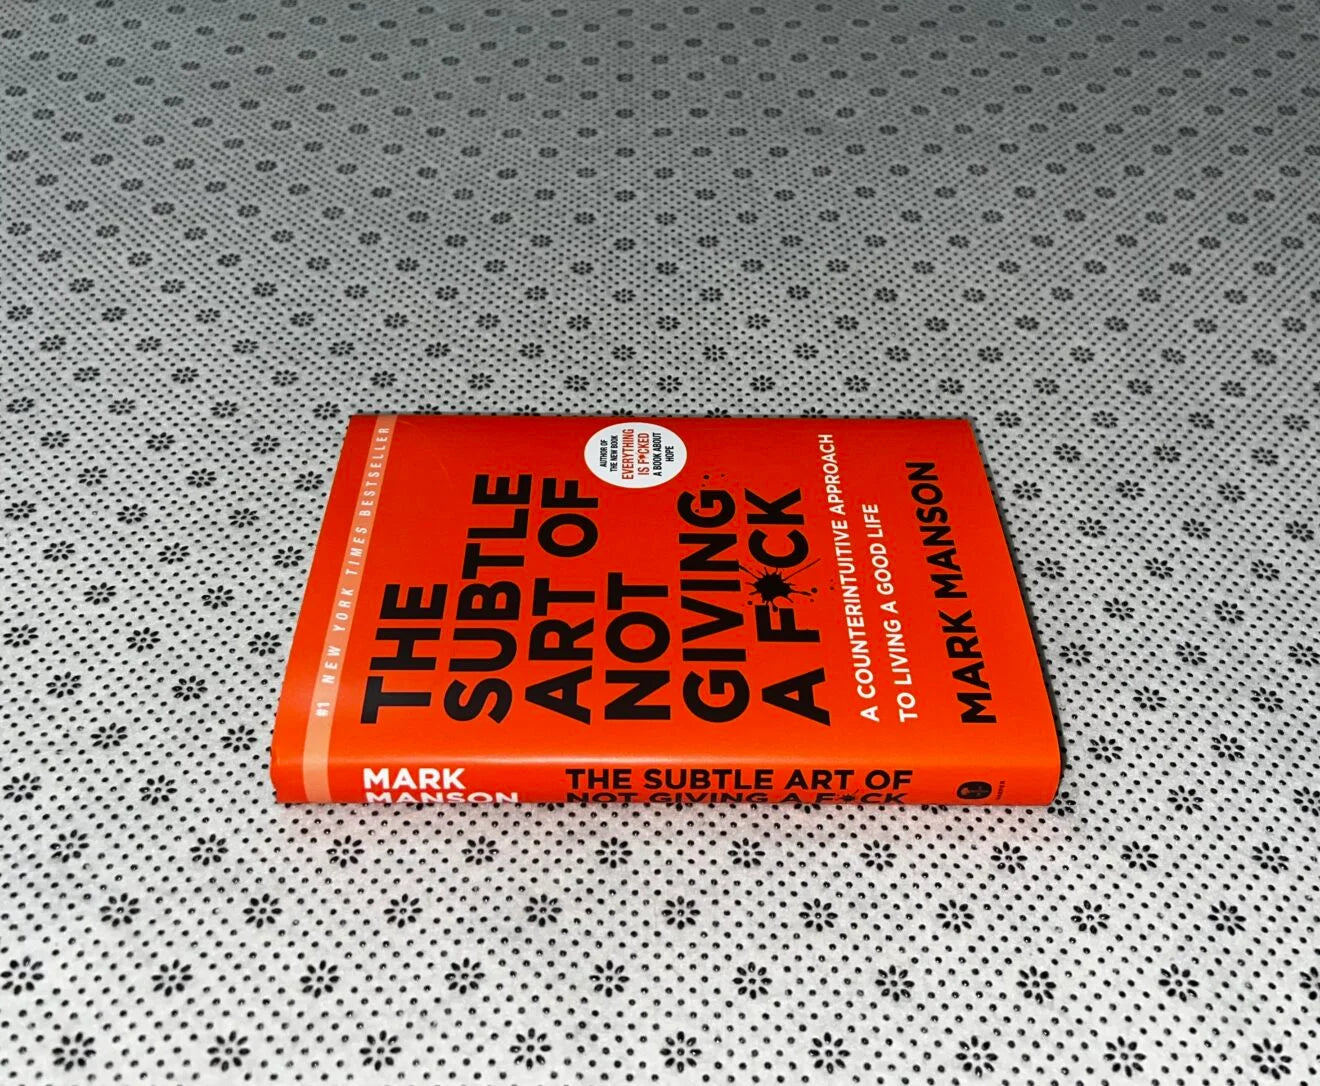 #1 NEW YORK TIMES BESTSELLER
THE
SUBTLE
ART OF
NOT
GIVING
A F*CK
AUTHOR OF
THE NEW BOOK
EVERYTHING
IS F*CKED
A BOOK ABOUT
HOPE
A COUNTERINTUITIVE APPROACH
TO LIVING A GOOD LIFE
MARK MANSON
MARK
MANSON
THE SUBTLE ART OF
NOT GIVING A F*CK
HARPER